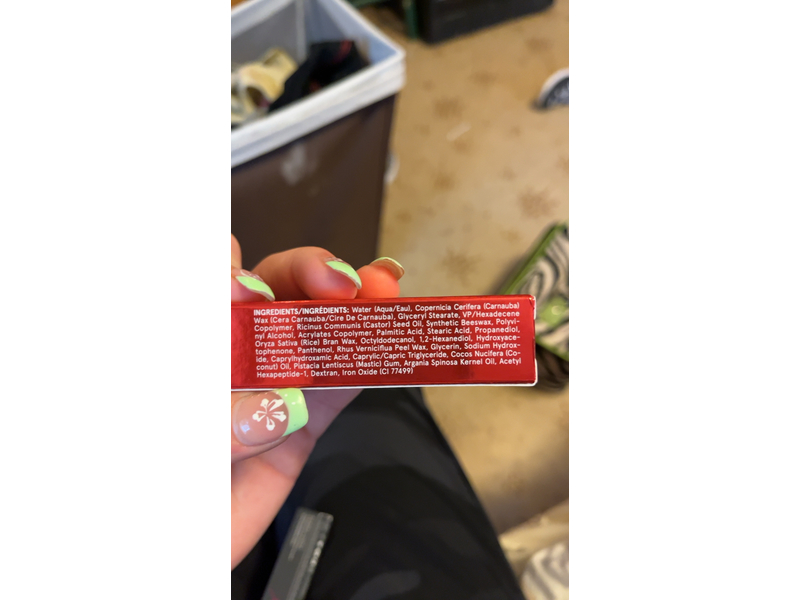 INGREDIENTS/INGRÉDIENTS: Water (Aqua/Eau), Copernicia Cerifera (Carnauba)
Wax (Cera Carnauba/Cire De Carnauba), Glyceryl Stearate, VP/Hexadecene
Copolymer, Ricinus Communis (Castor) Seed Oil, Synthetic Beeswax, Polyvi-
nyl Alcohol, Acrylates Copolymer, Palmitic Acid, Stearic Acid, Propanediol,
Oryza Sativa (Rice) Bran Wax, Octyldodecanol, 1,2-Hexanediol, Hydroxyace-
tophenone, Panthenol, Rhus Verniciflua Peel Wax, Glycerin, Sodium Hydrox-
ide, Caprylhydroxamic Acid, Caprylic/Capric Triglyceride, Cocos Nucifera (Co-
conut) Oil, Pistacia Lentiscus (Mastic) Gum, Argania Spinosa Kernel Oil, Acetyl
Hexapeptide-1, Dextran, Iron Oxide (CI 77499)